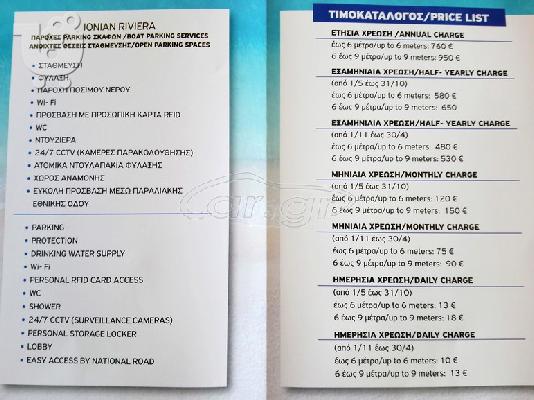 IONIAN RIVIERA
ΠΑΡΟΧΕΣ PARKING ΣΚΑΦΩΝ / BOAT PARKING SERVICES
ΑΝΟΙΧΤΕΣ ΘΕΣΕΙΣ ΣΤΑΘΜΕΥΣΗΣ/OPEN PARKING SPACES
• ΣΤΑΘΜΕΥΣΗ
• ΦΥΛΑΞΗ
• ΠΑΡΟΧΗ ΠΟΣΙΜΟΥ ΝΕΡΟΥ
• Wi- Fi
• ΠΡΟΣΒΑΣΗ ΜΕ ΠΡΟΣΩΠΙΚΗ ΚΑΡΤΑ RFID
• WC
• ΝΤΟΥΖΙΕΡΑ
• 24/7 CCTV (ΚΑΜΕΡΕΣ ΠΑΡΑΚΟΛΟΥΘΗΣΗΣ)
• ΑΤΟΜΙΚΑ ΝΤΟΥΛΑΠΑΚΙΑ ΦΥΛΑΞΗΣ
• ΧΩΡΟΣ ΑΝΑΜΟΝΗΣ
• ΕΥΚΟΛΗ ΠΡΟΣΒΑΣΗ ΜΕΣΩ ΠΑΡΑΛΙΑΚΗΣ
ΕΘΝΙΚΗΣ ΟΔΟΥ
• PARKING
• PROTECTION
• DRINKING WATER SUPPLY
• Wi- Fi
• PERSONAL RFID CARD ACCESS
• WC
• SHOWER
• 24/7 CCTV (SURVEILLANCE CAMERAS)
• PERSONAL STORAGE LOCKER
• LOBBY
• EASY ACCESS BY NATIONAL ROAD
ΤΙΜΟΚΑΤΑΛΟΓΟΣ/PRICE LIST
ΕΤΗΣΙΑ ΧΡΕΩΣΗ /ANNUAL CHARGE
έως 6 μέτρα/up to 6 meters: 760 €
6 έως 9 μέτρα/up to 9 meters: 950 €
ΕΞΑΜΗΝΙΑΙΑ ΧΡΕΩΣΗ/HALF- YEARLY CHARGE
(από 1/5 έως 31/10)
έως 6 μέτρα/up to 6 meters: 580 €
6 έως 9 μέτρα/up to 9 meters: 650
ΕΞΑΜΗΝΙΑΙΑ ΧΡΕΩΣΗ/HALF- YEARLY CHARGE
(από 1/11 έως 30/4)
έως 6 μέτρα/up to 6 meters: 480 €
6 έως 9 μέτρα/up to 9 meters: 530 €
ΜΗΝΙΑΙΑ ΧΡΕΩΣΗ/MONTHLY CHARGE
(από 1/5 έως 31/10)
έως 6 μέτρα/up to 6 meters: 120 €
6 έως 9 μέτρα/up to 9 meters: 150 €
ΜΗΝΙΑΙΑ ΧΡΕΩΣΗ/MONTHLY CHARGE
(από 1/11 έως 30/4)
έως 6 μέτρα/up to 6 meters: 75 €
6 έως 9 μέτρα/up to 9 meters: 90 €
ΗΜΕΡΗΣΙΑ ΧΡΕΩΣΗ/DAILY CHARGE
(από 1/5 έως 31/10)
έως 6 μέτρα/up to 6 meters: 13 €
6 έως 9 μέτρα/up to 9 meters: 18 €
ΗΜΕΡΗΣΙΑ ΧΡΕΩΣΗ/DAILY CHARGE
(από 1/11 έως 30/4)
έως 6 μέτρα/up to 6 meters: 10 €
6 έως 9 μέτρα/up to 9 meters: 13 €
car.gr